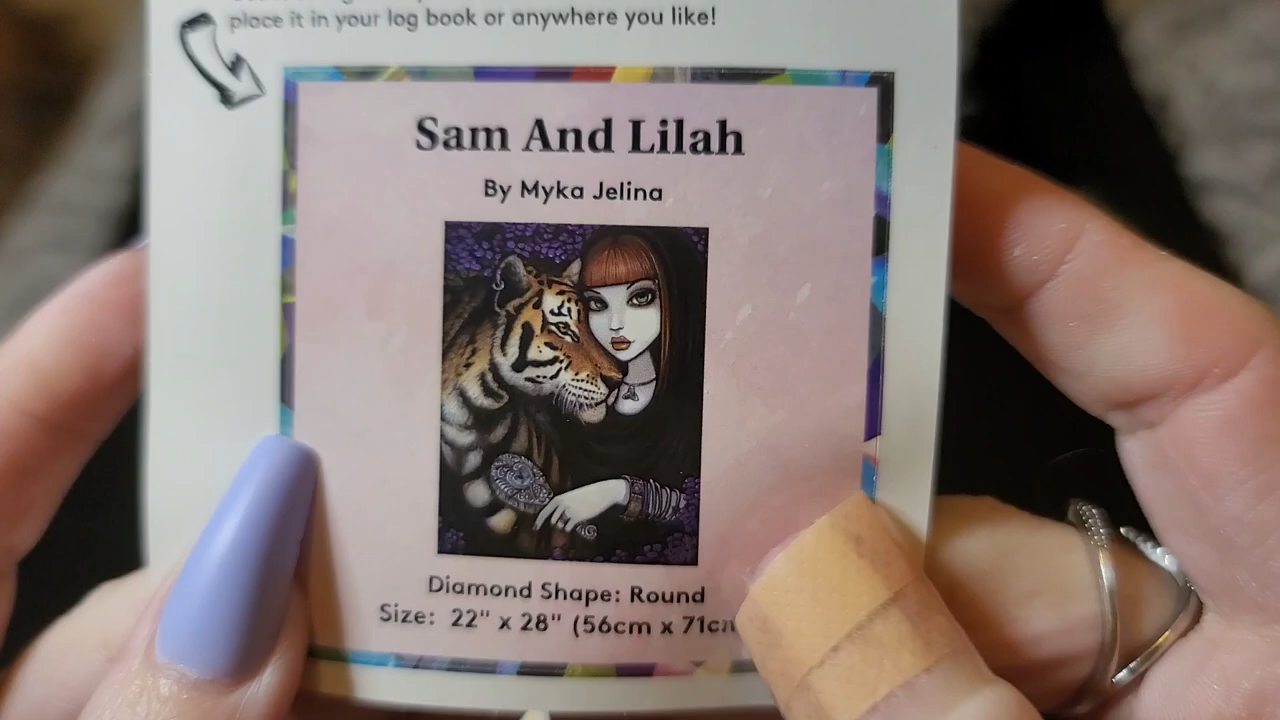 place it in your log book or anywhere you like!
Sam And Lilah
By Myka Jelina
Diamond Shape: Round
Size: 22" x 28" (56cm x 71cm